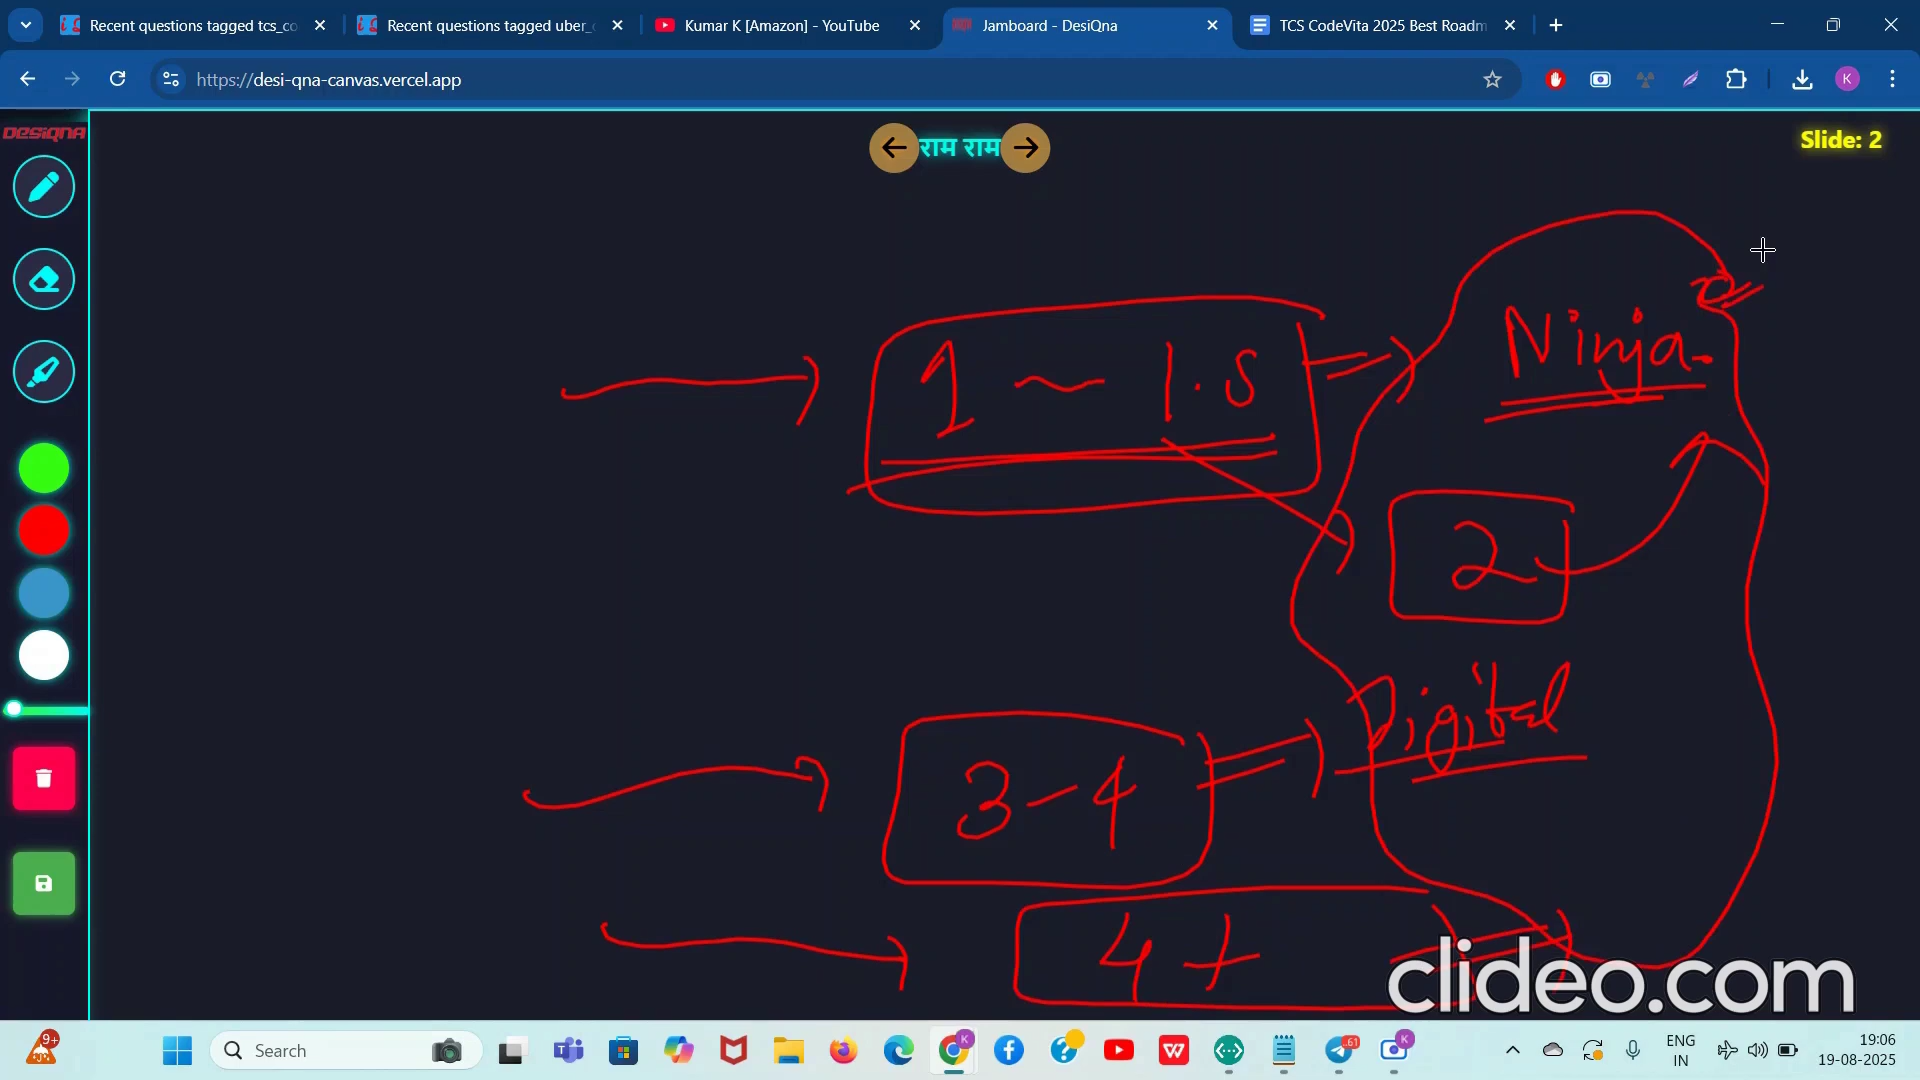 Recent questions tagged tcs_co
Recent questions tagged uber_
Kumar K [Amazon] - YouTube
Jamboard - DesiQna
TCS CodeVita 2025 Best Roadm
https://desi-qna-canvas.vercel.app
K
DESIQNA
राम राम
Slide: 2
1 ~ 1.5
Ninja
2
Digital
3-4
4+
clideo.com
9+
Search
K
.61
K
ENG
IN
19:06
19-08-2025